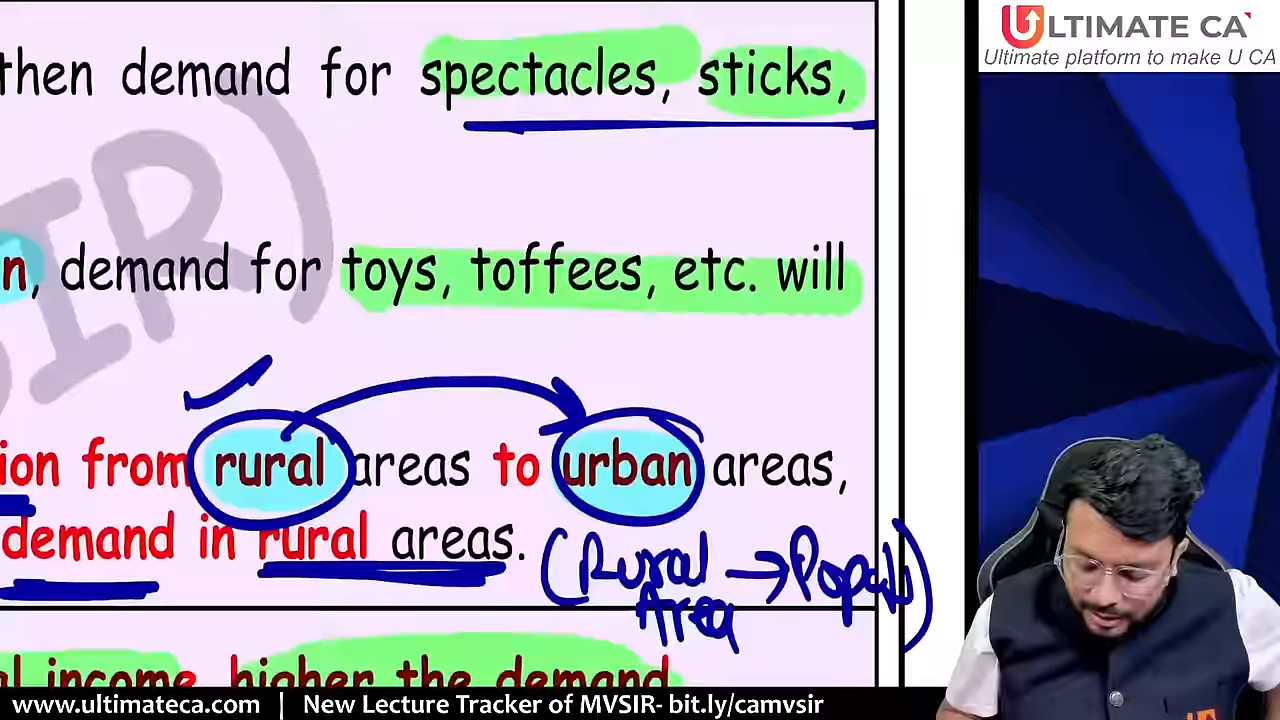 ULTIMATE CA
Ultimate platform to make U CA
then demand for spectacles, sticks,
SIR)
n, demand for toys, toffees, etc. will
ion from rural areas to urban areas,
demand in rural areas.
(Rural → Popul↓)
Area
al income, higher the demand
www.ultimateca.com | New Lecture Tracker of MVSIR- bit.ly/camvsir